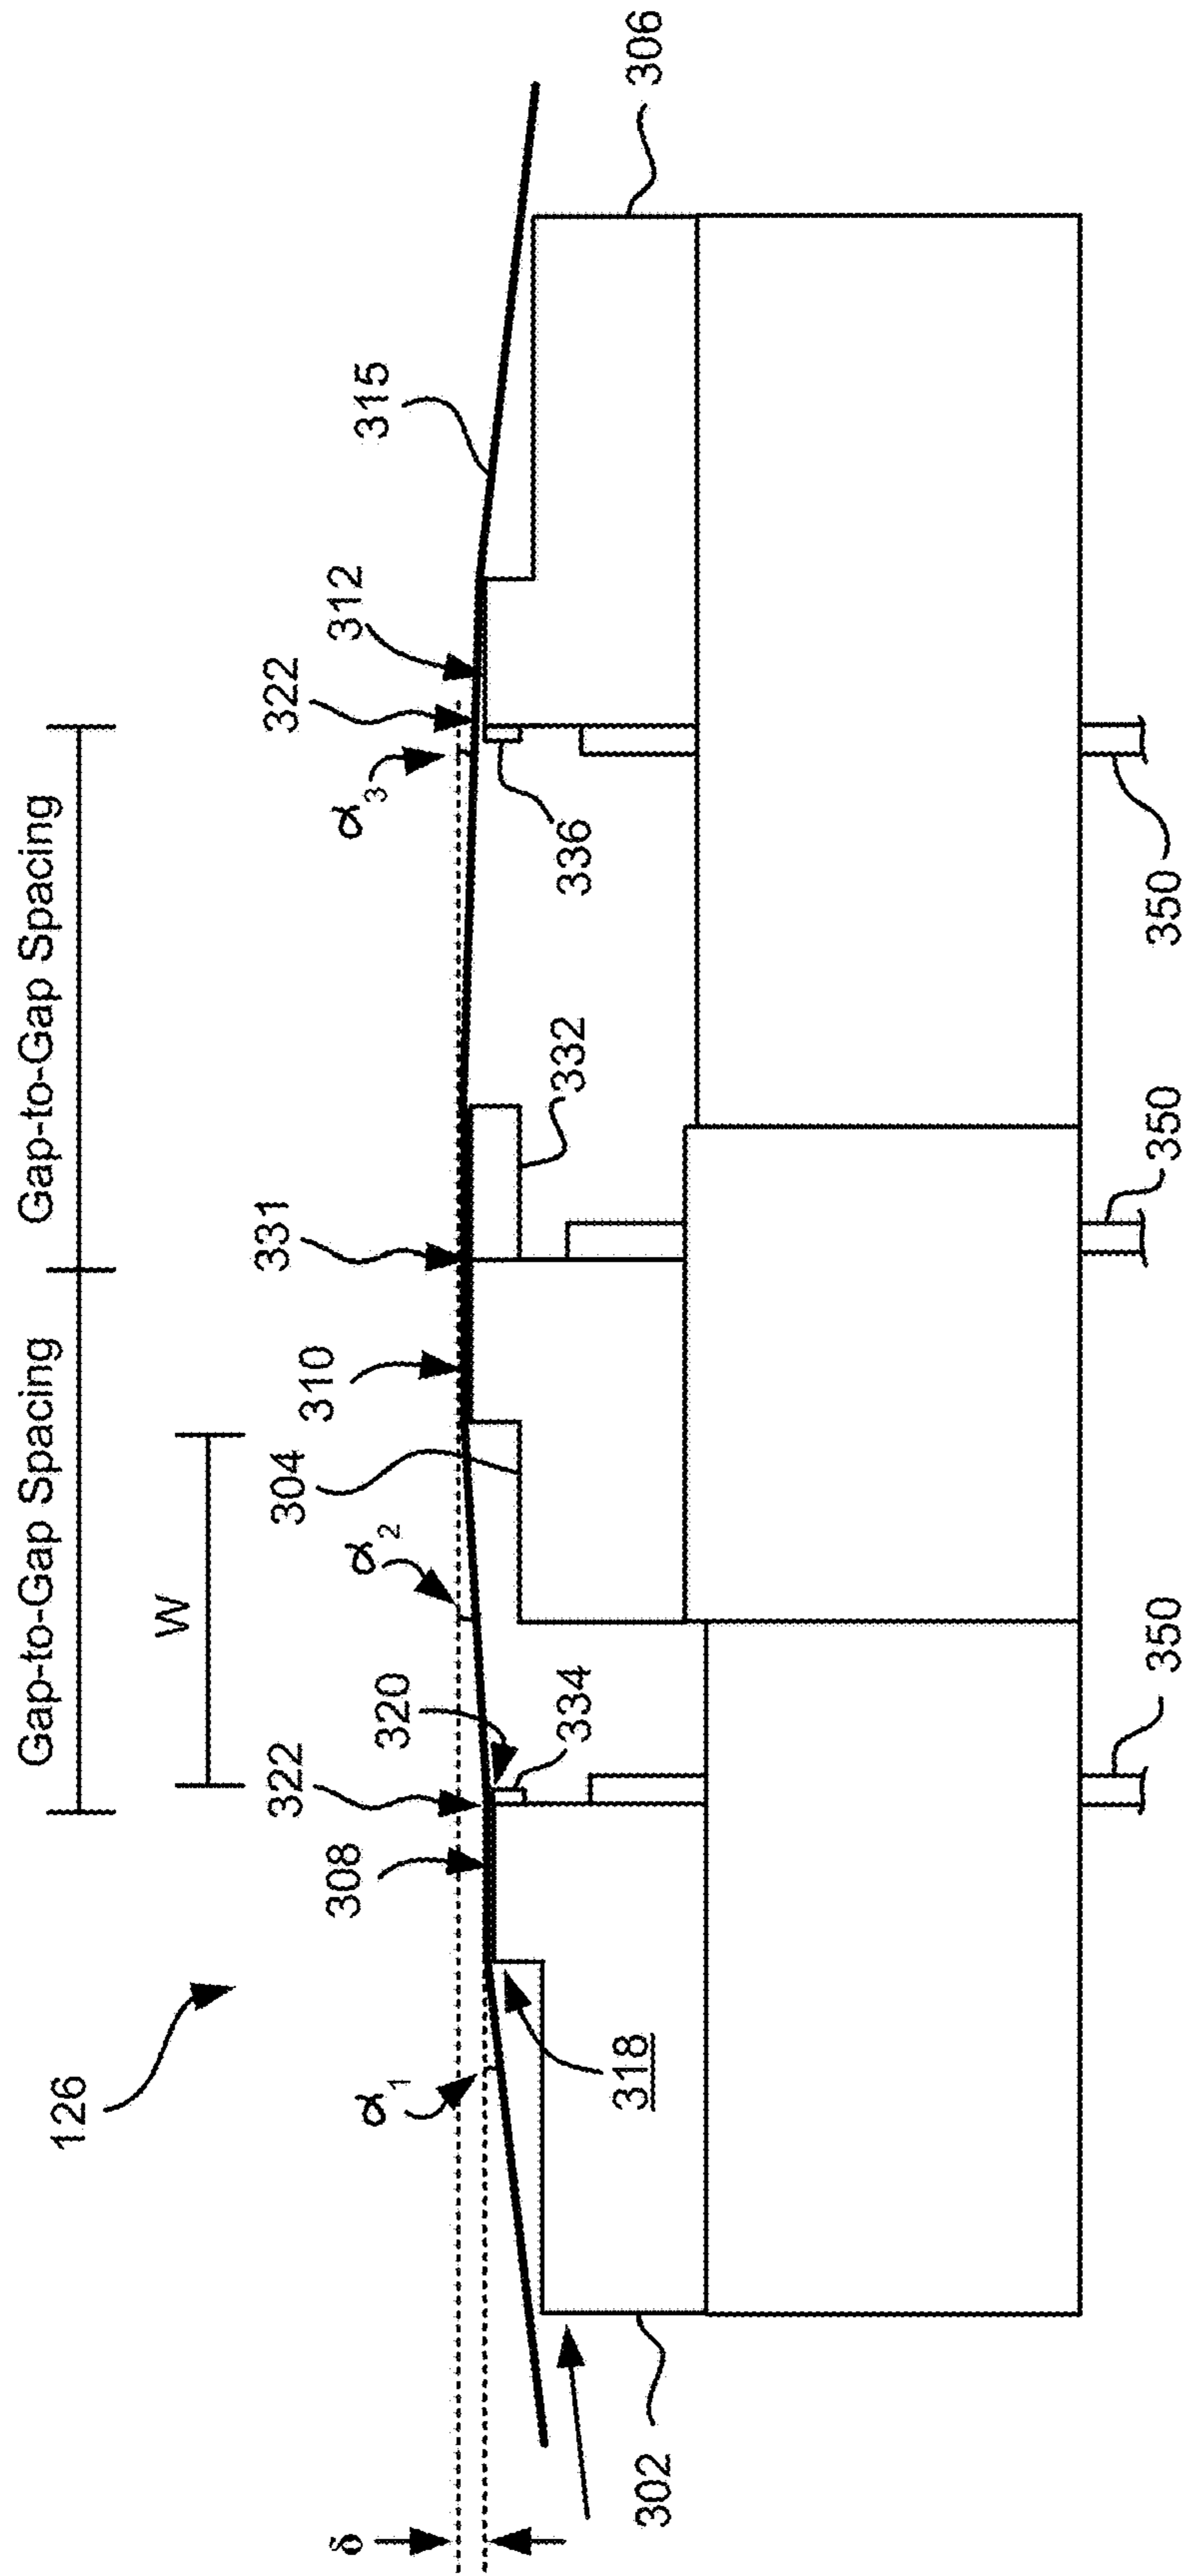 Gap-to-Gap Spacing
Gap-to-Gap Spacing
W
126
δ
α1
308
322
320
α2
304
310
331
α3
322
312
315
318
334
332
336
302
306
350
350
350